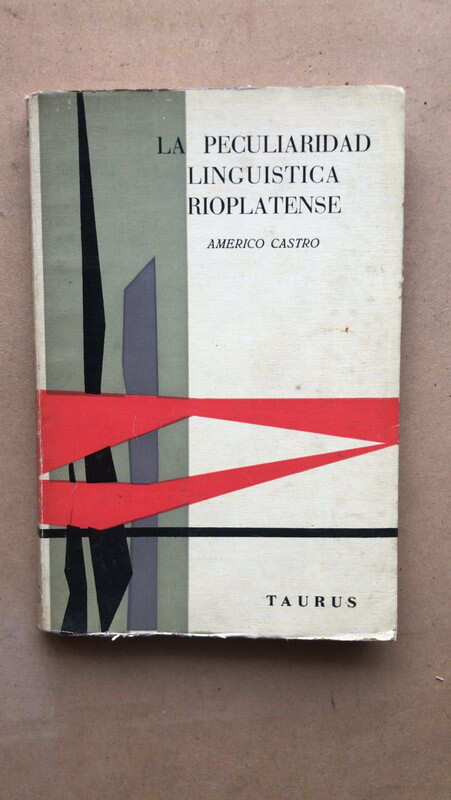 LA PECULIARIDAD
LINGUISTICA
RIOPLATENSE
AMERICO CASTRO
TAURUS